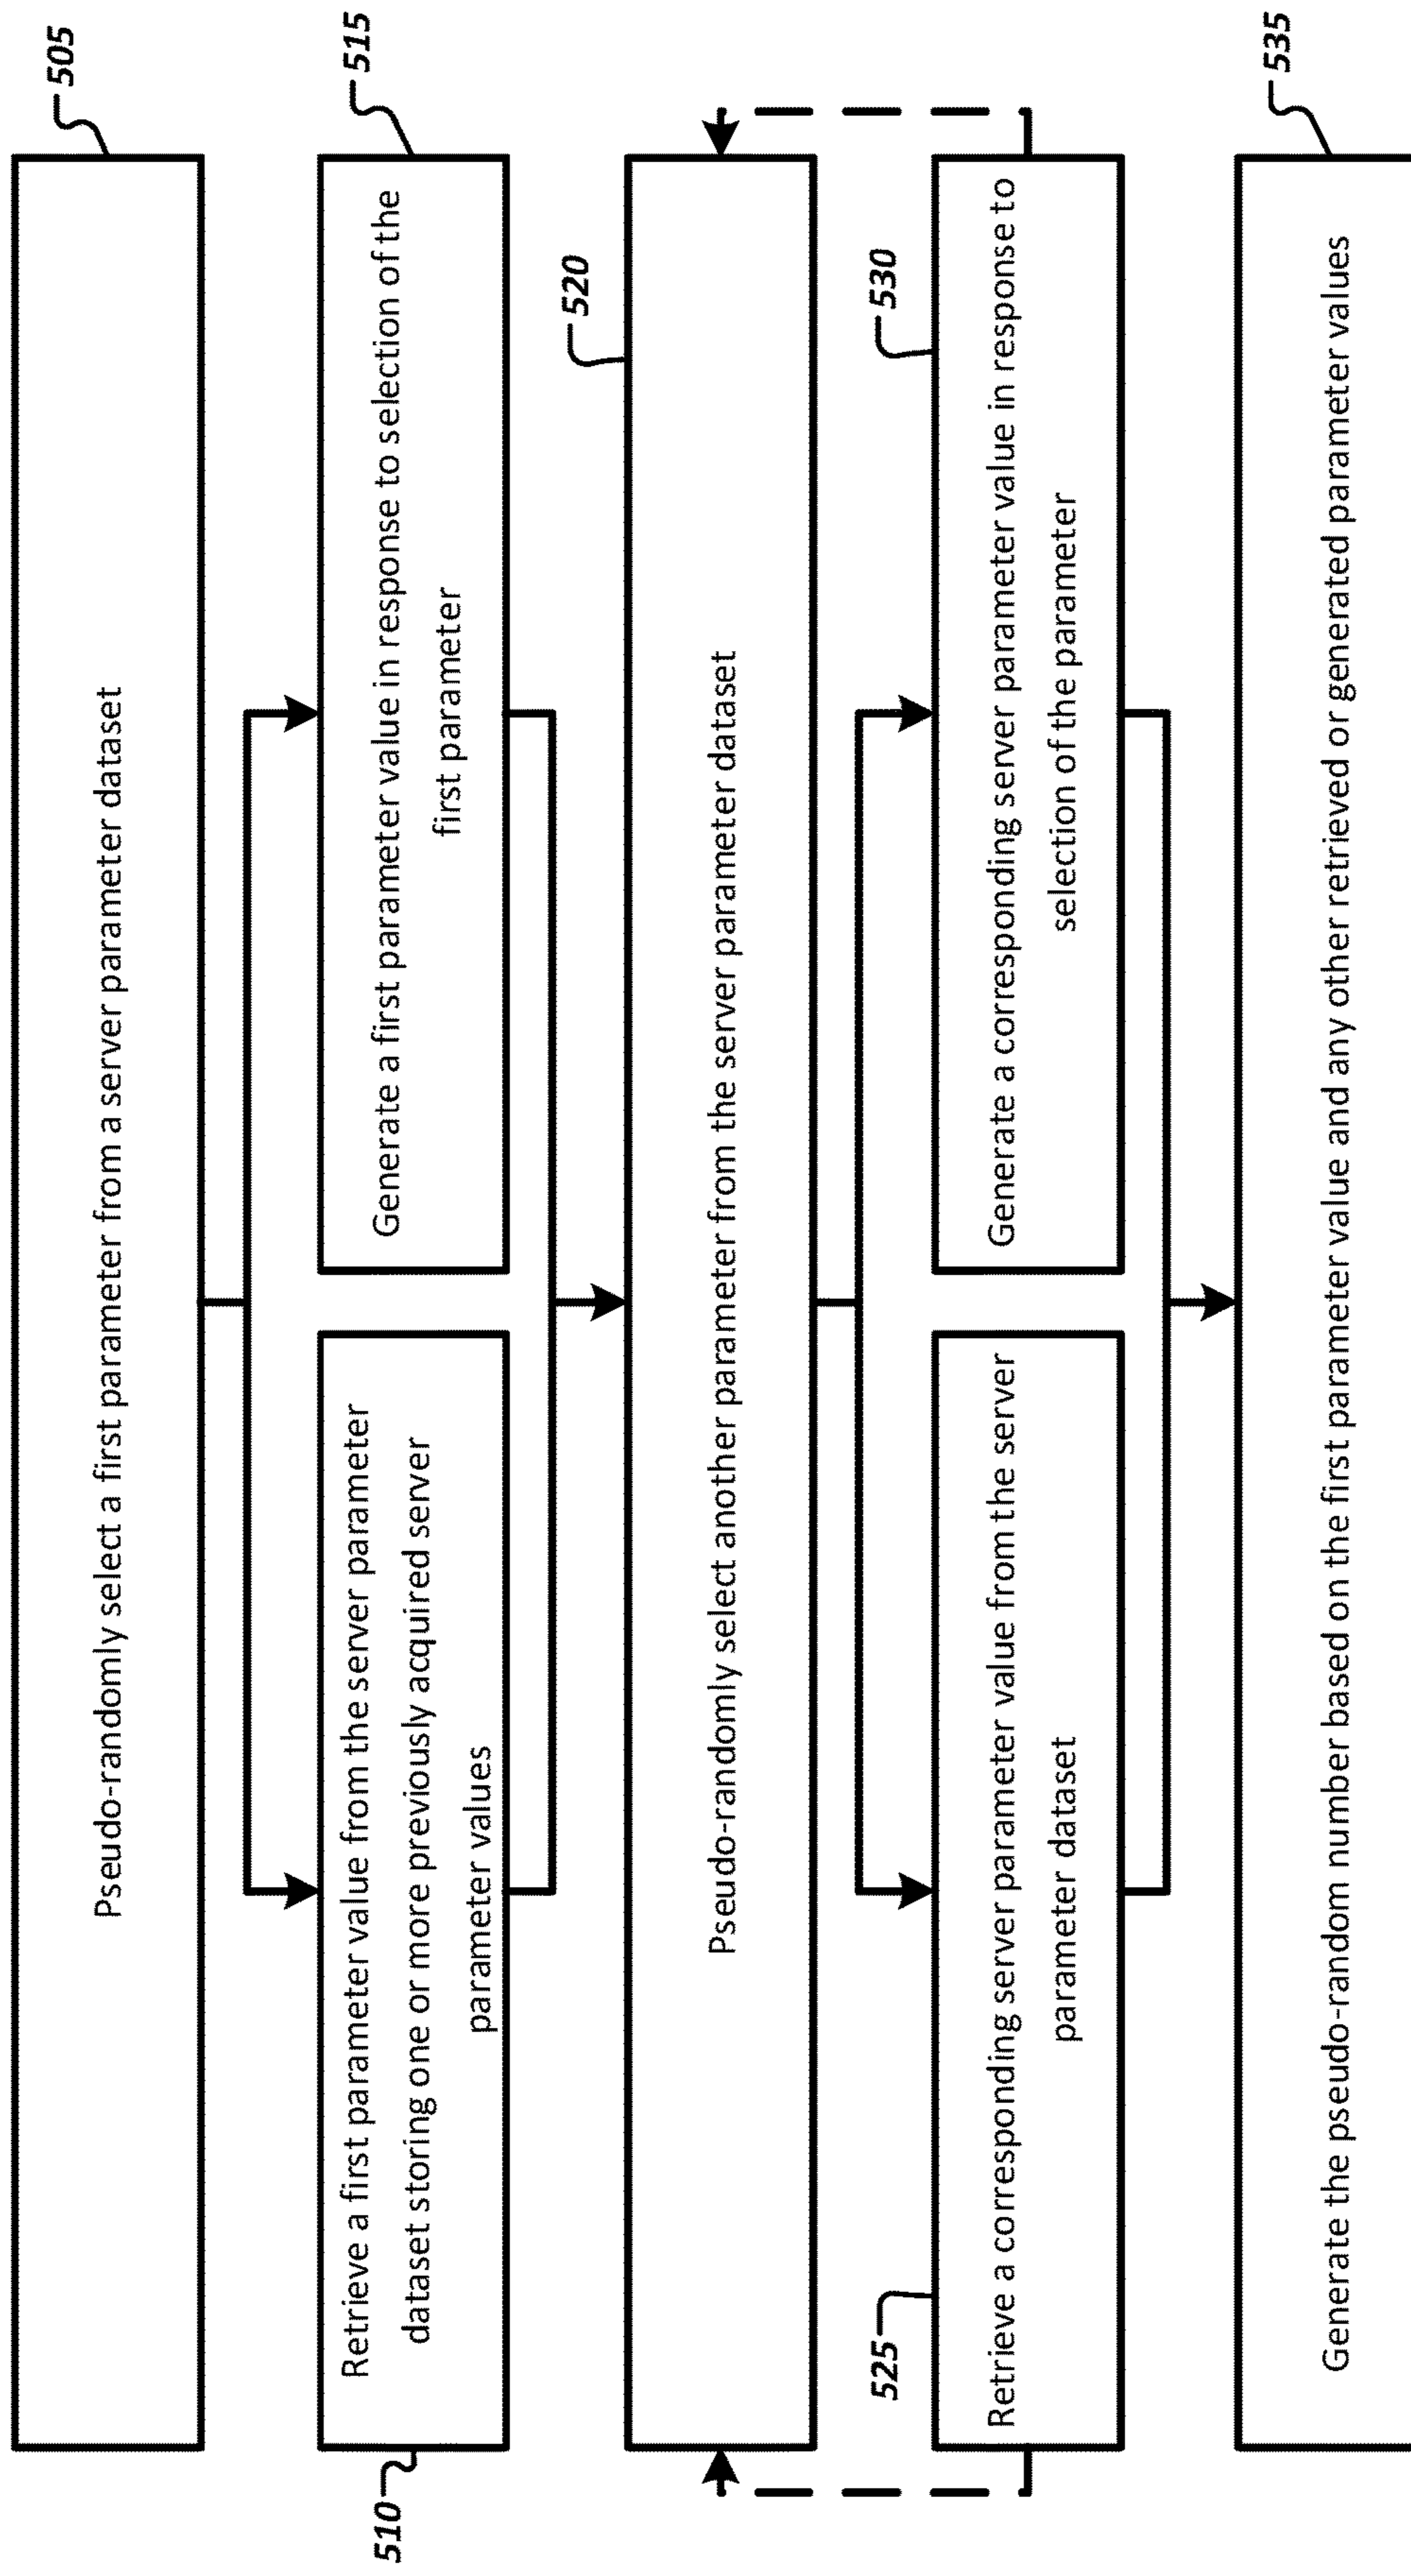 505
Pseudo-randomly select a first parameter from a server parameter dataset
510
Retrieve a first parameter value from the server parameter
dataset storing one or more previously acquired server
parameter values
515
Generate a first parameter value in response to selection of the
first parameter
520
Pseudo-randomly select another parameter from the server parameter dataset
525
Retrieve a corresponding server parameter value from the server
parameter dataset
530
Generate a corresponding server parameter value in response to
selection of the parameter
535
Generate the pseudo-random number based on the first parameter value and any other retrieved or generated parameter values